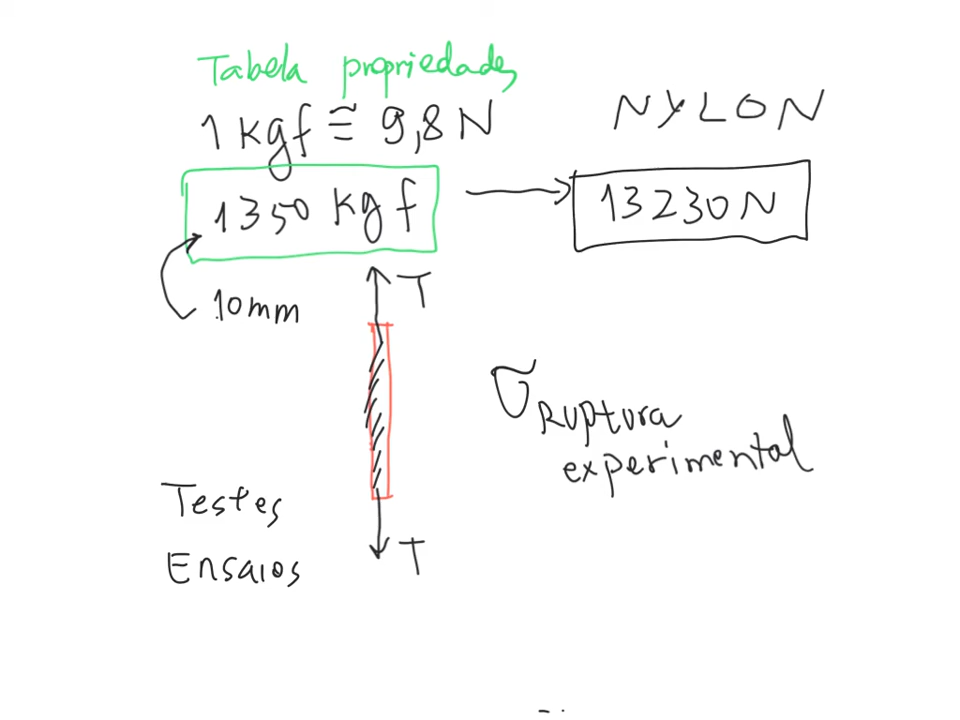 Tabela propriedades
1 kgf ≅ 9,8 N
NYLON
1350 kgf
13230 N
10mm
T
σ Ruptura
experimental
Testes
Ensaios
T